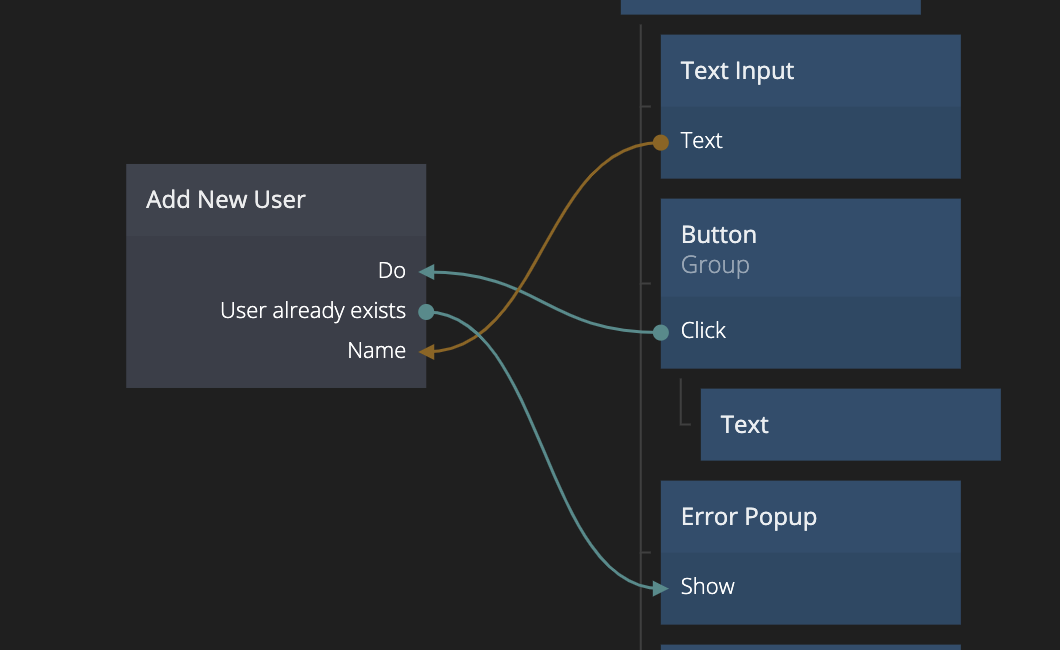 Text Input
Text
Add New User
Do
User already exists
Name
Button
Group
Click
Text
Error Popup
Show